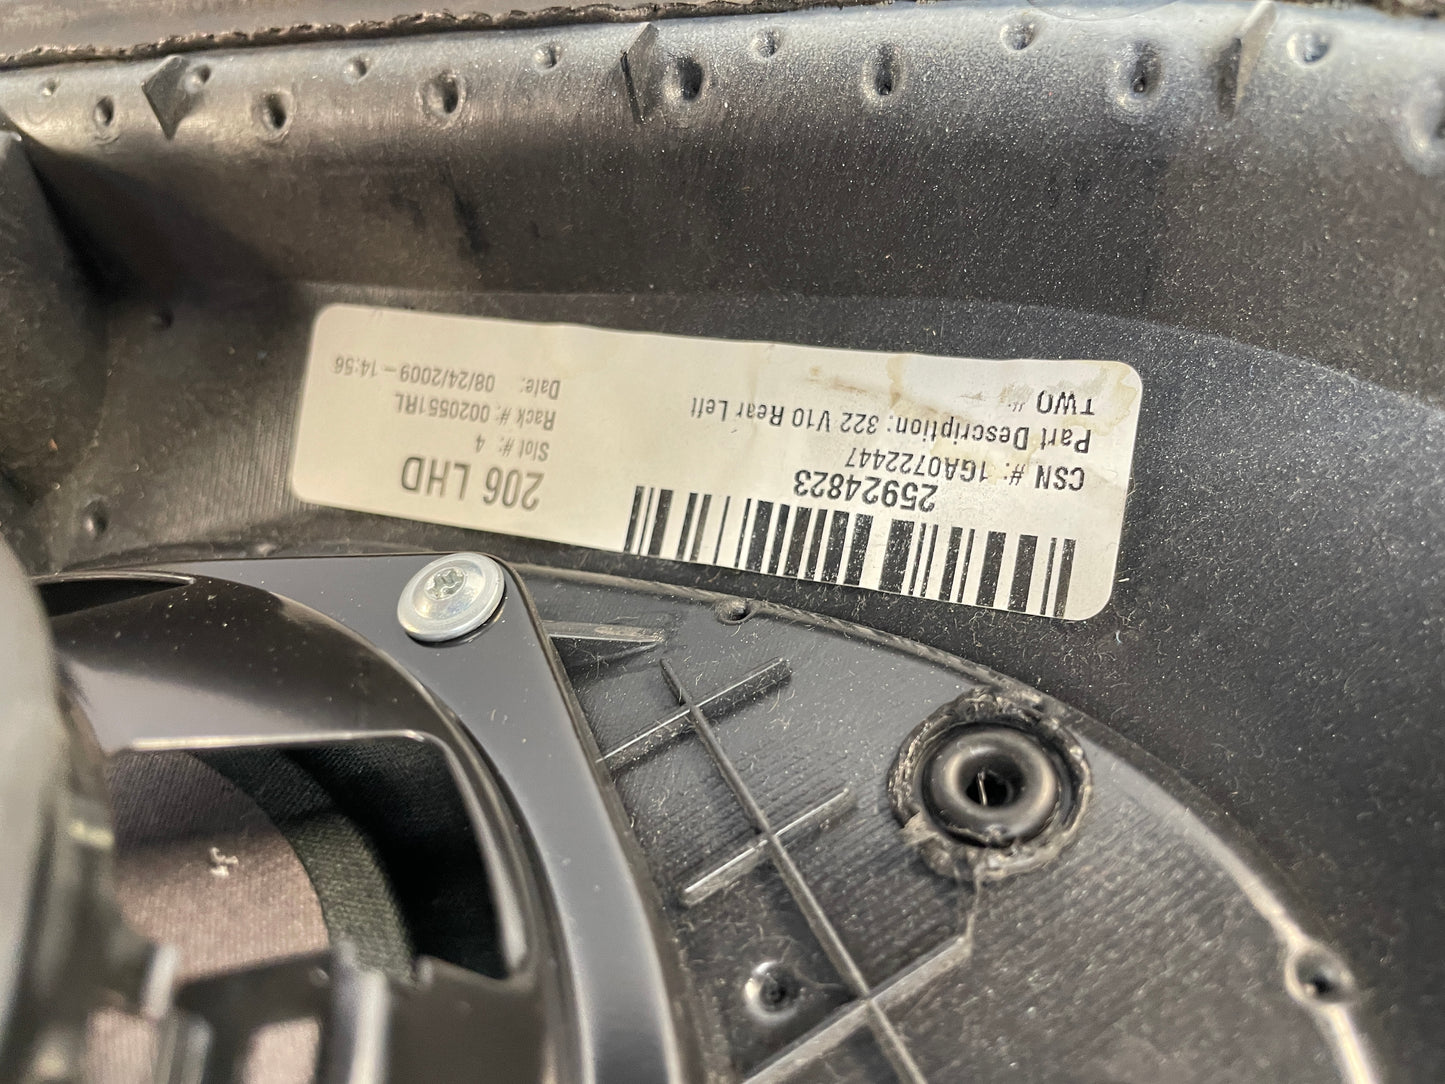 25924823
CSN #: 1GA0722447
Part Description: 322 V10 Rear Left
TWO #:
206 LHD
Slot #: 4
Rack #: 0020551RL
Date: 08/24/2009 - 14:56